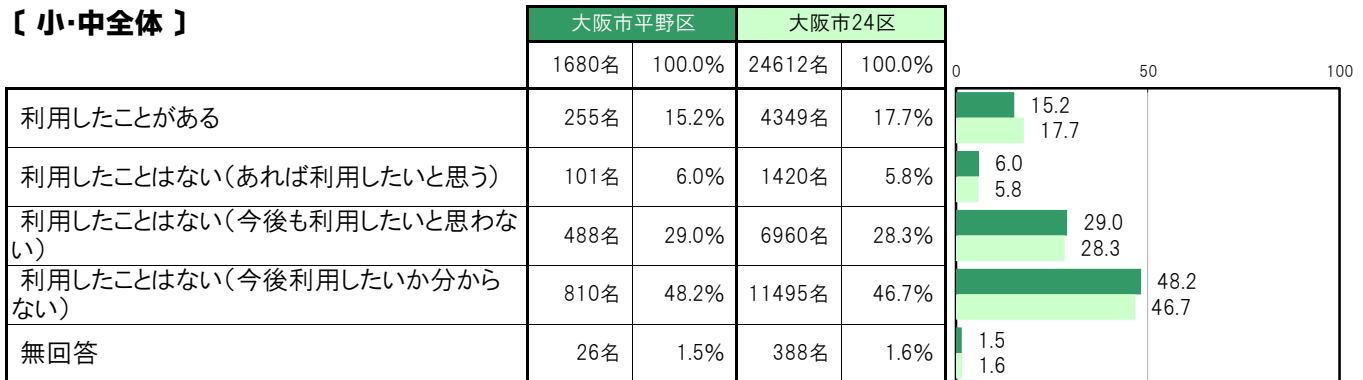 〔 小・中全体 〕
大阪市平野区 大阪市24区
1680名 100.0% 24612名 100.0%
0 50 100
利用したことがある 255名 15.2% 4349名 17.7%
15.2
17.7
利用したことはない（あれば利用したいと思う） 101名 6.0% 1420名 5.8%
6.0
5.8
利用したことはない（今後も利用したいと思わな
い） 488名 29.0% 6960名 28.3%
29.0
28.3
利用したことはない（今後利用したいか分から
ない） 810名 48.2% 11495名 46.7%
48.2
46.7
無回答 26名 1.5% 388名 1.6%
1.5
1.6